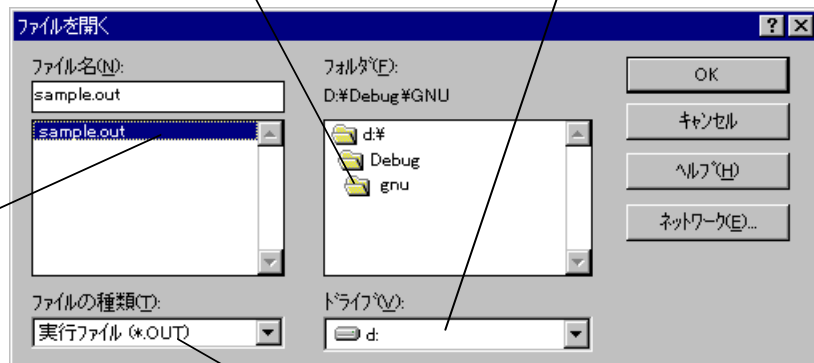 ファイルを開く
ファイル名(N):
sample.out
sample.out
ファイルの種類(T):
実行ファイル (*.OUT)
フォルダ(F):
D:¥Debug¥GNU
d:¥
Debug
gnu
ドライブ(V):
d:
OK
キャンセル
ヘルプ(H)
ネットワーク(E)...